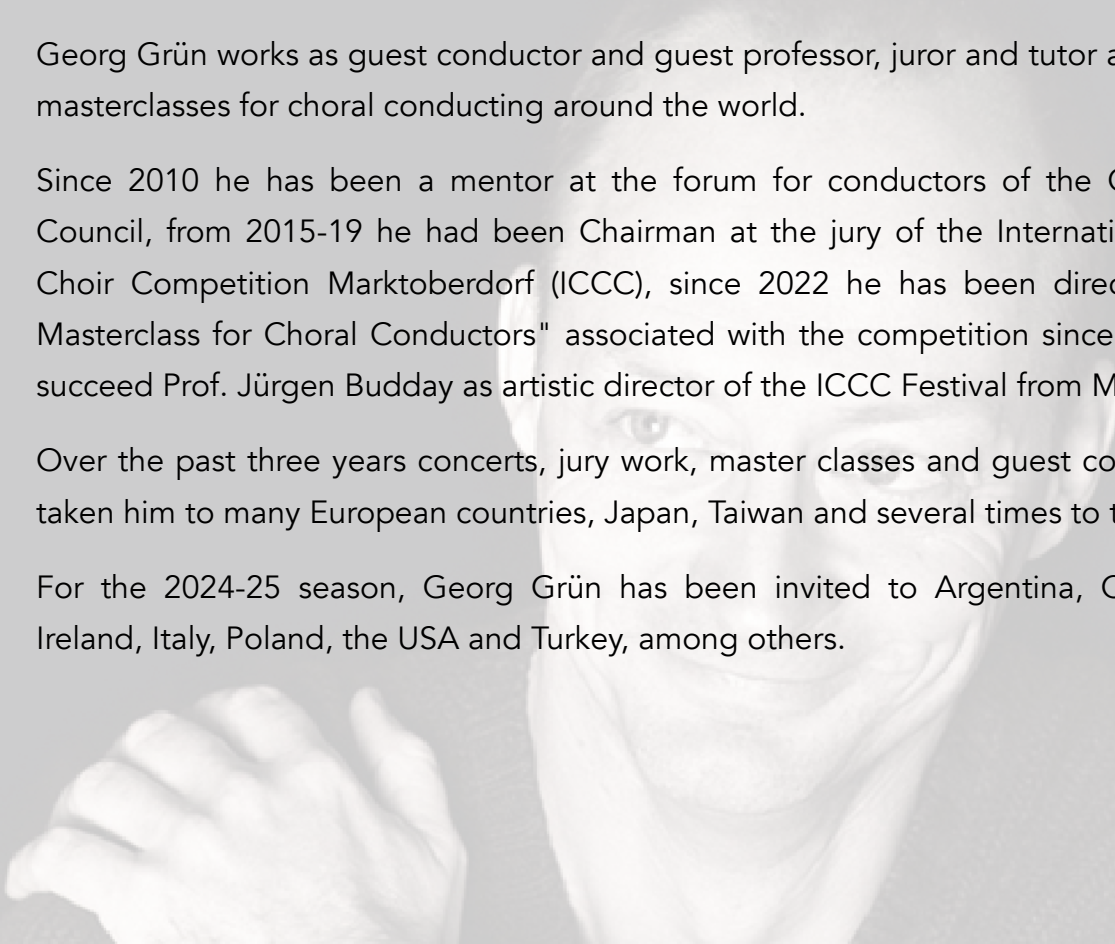 Georg Grün works as guest conductor and guest professor, juror and tutor
masterclasses for choral conducting around the world.
Since 2010 he has been a mentor at the forum for conductors of the
Council, from 2015-19 he had been Chairman at the jury of the
Choir Competition Marktoberdorf (ICCC), since 2022 he has been
Masterclass for Choral Conductors" associated with the competition since
succeed Prof. Jürgen Budday as artistic director of the ICCC Festival from
Over the past three years concerts, jury work, master classes and guest
taken him to many European countries, Japan, Taiwan and several times to
For the 2024-25 season, Georg Grün has been invited to Argentina,
Ireland, Italy, Poland, the USA and Turkey, among others.